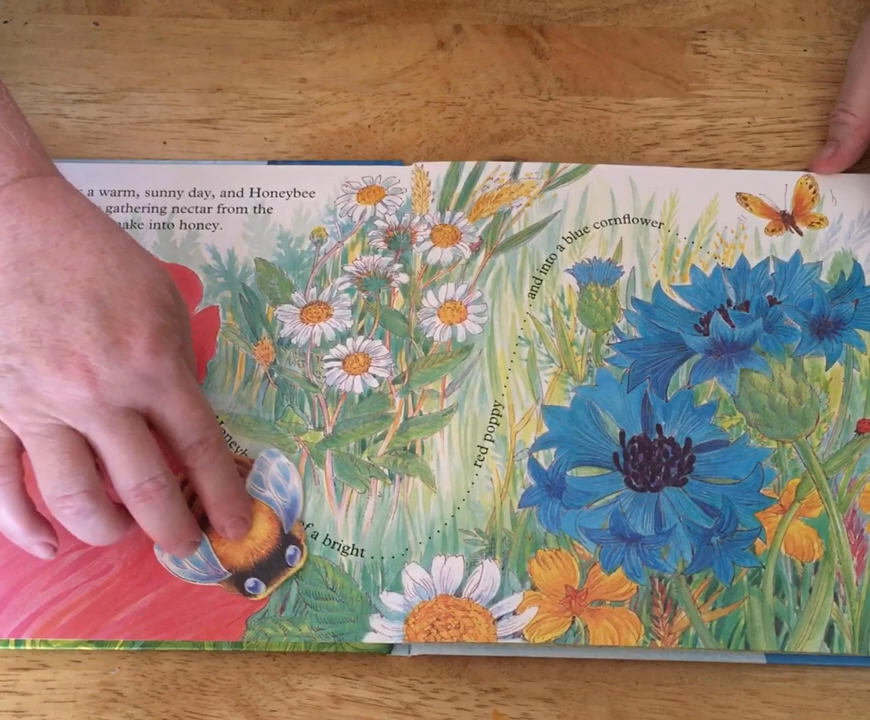 a warm, sunny day, and Honeybee
gathering nectar from the
make into honey.
of a bright
red poppy
and into a blue cornflower